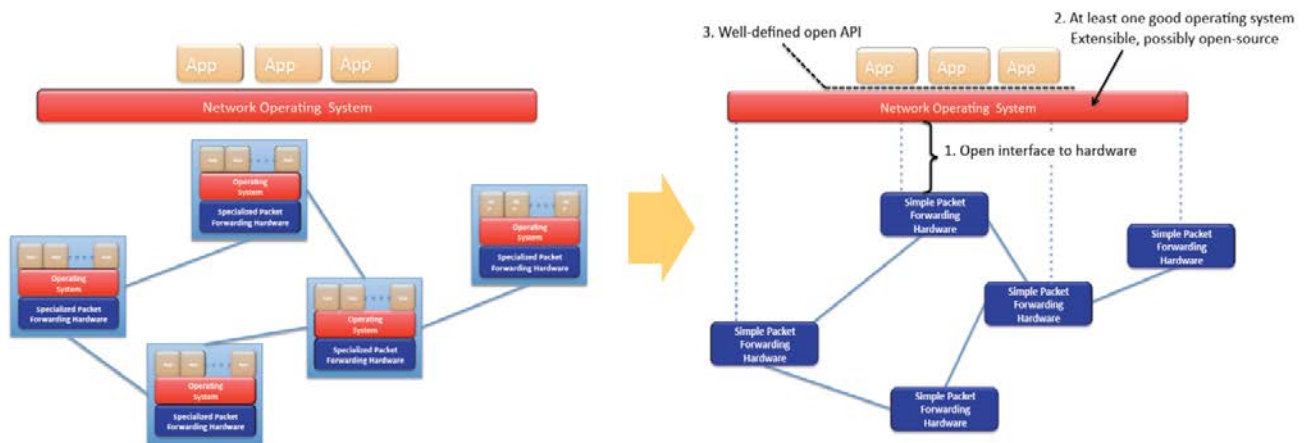 App
App
App
Network Operating System
Operating
System
Specialized Packet
Forwarding Hardware
Operating
System
Specialized Packet
Forwarding Hardware
Operating
System
Specialized Packet
Forwarding Hardware
Operating
System
Specialized Packet
Forwarding Hardware
Operating
System
Specialized Packet
Forwarding Hardware
2. At least one good operating system
Extensible, possibly open-source
3. Well-defined open API
App
App
App
Network Operating System
1. Open interface to hardware
Simple Packet
Forwarding
Hardware
Simple Packet
Forwarding
Hardware
Simple Packet
Forwarding
Hardware
Simple Packet
Forwarding
Hardware
Simple Packet
Forwarding
Hardware